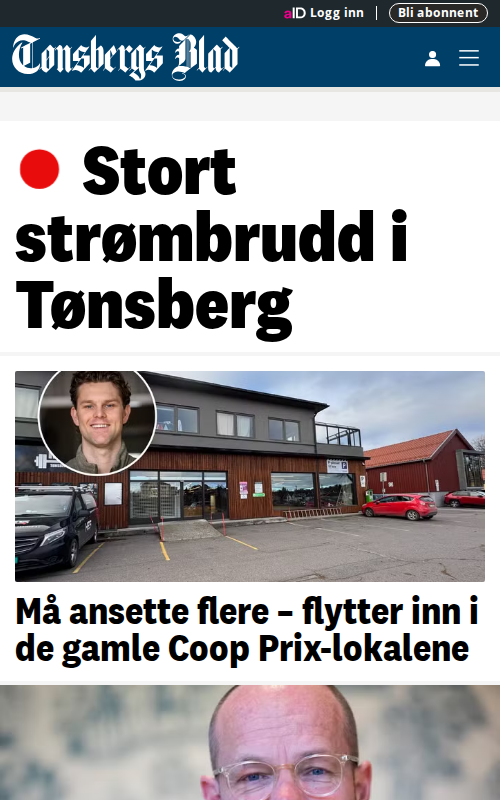 aID Logg inn
Bli abonnent
Tønsbergs Blad
Stort
strømbrudd i
Tønsberg
Må ansette flere – flytter inn i
de gamle Coop Prix-lokalene